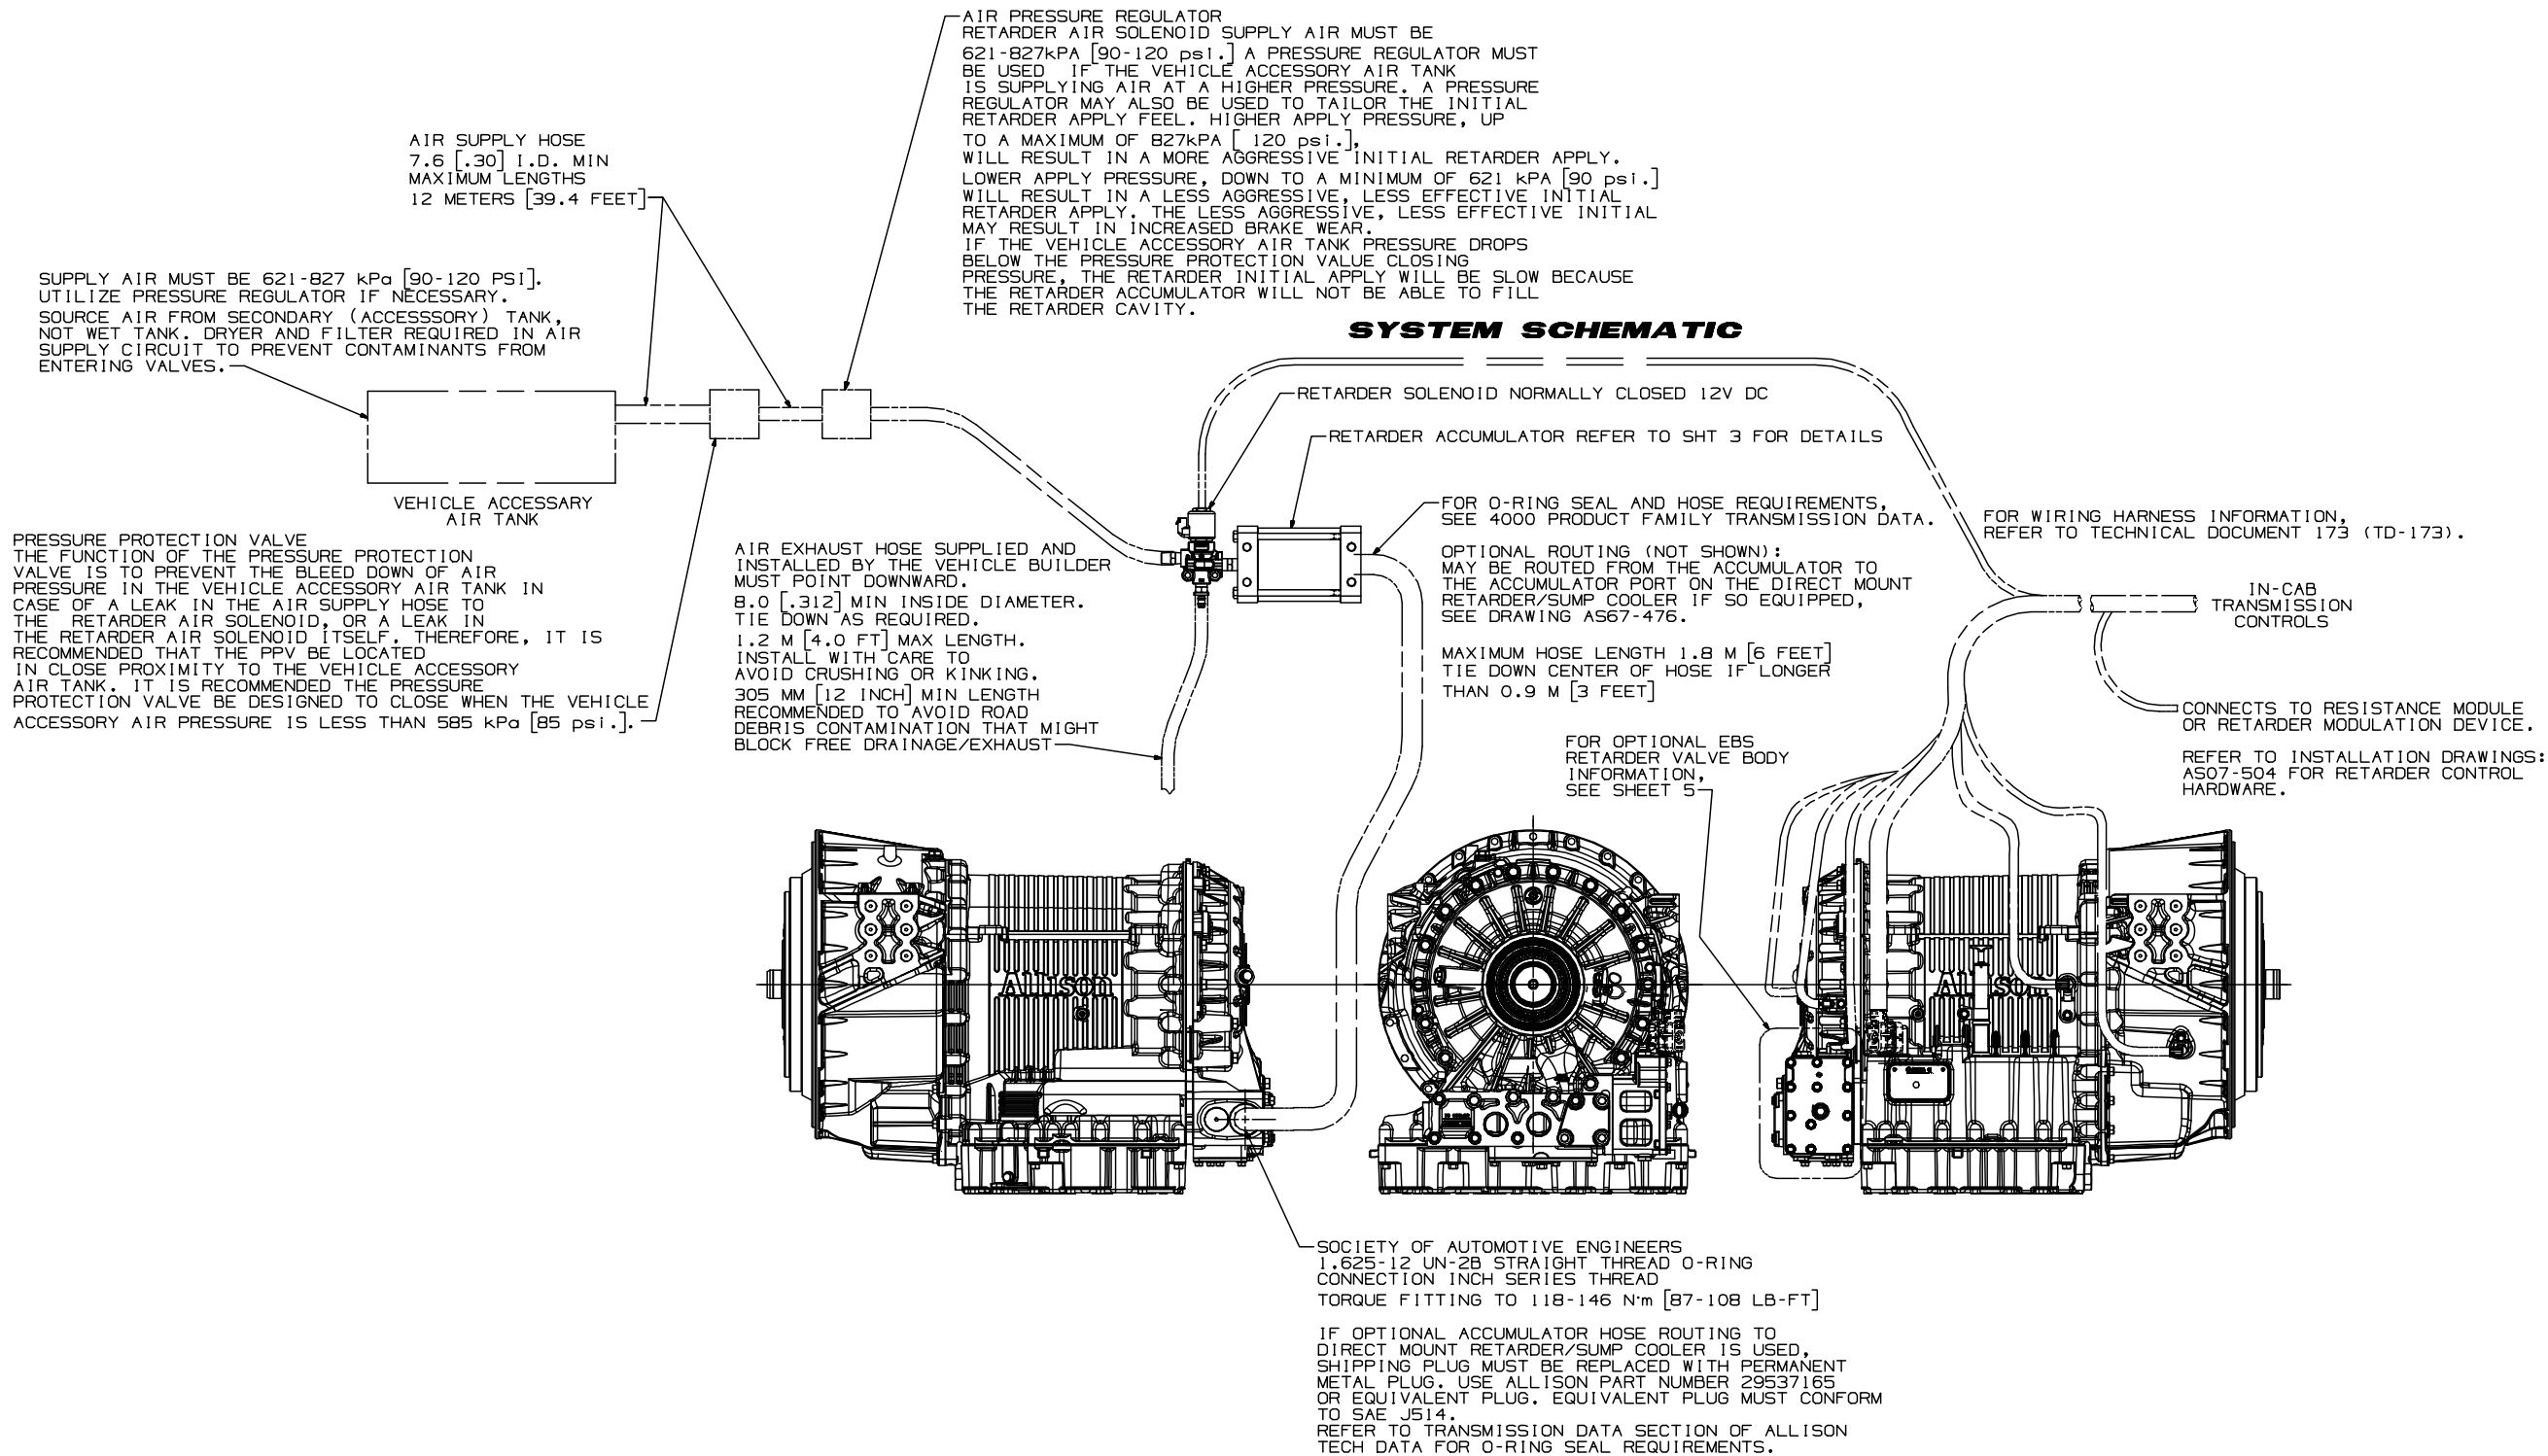 AIR PRESSURE REGULATOR
RETARDER AIR SOLENOID SUPPLY AIR MUST BE
621-827kPA [90-120 psi.] A PRESSURE REGULATOR MUST
BE USED IF THE VEHICLE ACCESSORY AIR TANK
IS SUPPLYING AIR AT A HIGHER PRESSURE. A PRESSURE
REGULATOR MAY ALSO BE USED TO TAILOR THE INITIAL
RETARDER APPLY FEEL. HIGHER APPLY PRESSURE, UP
TO A MAXIMUM OF 827kPA [ 120 psi.],
WILL RESULT IN A MORE AGGRESSIVE INITIAL RETARDER APPLY.
LOWER APPLY PRESSURE, DOWN TO A MINIMUM OF 621 kPA [90 psi.]
WILL RESULT IN A LESS AGGRESSIVE, LESS EFFECTIVE INITIAL
RETARDER APPLY. THE LESS AGGRESSIVE, LESS EFFECTIVE INITIAL
MAY RESULT IN INCREASED BRAKE WEAR.
IF THE VEHICLE ACCESSORY AIR TANK PRESSURE DROPS
BELOW THE PRESSURE PROTECTION VALUE CLOSING
PRESSURE, THE RETARDER INITIAL APPLY WILL BE SLOW BECAUSE
THE RETARDER ACCUMULATOR WILL NOT BE ABLE TO FILL
THE RETARDER CAVITY.
AIR SUPPLY HOSE
7.6 [.30] I.D. MIN
MAXIMUM LENGTHS
12 METERS [39.4 FEET]
SUPPLY AIR MUST BE 621-827 kPa [90-120 PSI].
UTILIZE PRESSURE REGULATOR IF NECESSARY.
SOURCE AIR FROM SECONDARY (ACCESSSORY) TANK,
NOT WET TANK. DRYER AND FILTER REQUIRED IN AIR
SUPPLY CIRCUIT TO PREVENT CONTAMINANTS FROM
ENTERING VALVES.
SYSTEM SCHEMATIC
RETARDER SOLENOID NORMALLY CLOSED 12V DC
RETARDER ACCUMULATOR REFER TO SHT 3 FOR DETAILS
VEHICLE ACCESSARY
AIR TANK
PRESSURE PROTECTION VALVE
THE FUNCTION OF THE PRESSURE PROTECTION
VALVE IS TO PREVENT THE BLEED DOWN OF AIR
PRESSURE IN THE VEHICLE ACCESSORY AIR TANK IN
CASE OF A LEAK IN THE AIR SUPPLY HOSE TO
THE RETARDER AIR SOLENOID, OR A LEAK IN
THE RETARDER AIR SOLENOID ITSELF. THEREFORE, IT IS
RECOMMENDED THAT THE PPV BE LOCATED
IN CLOSE PROXIMITY TO THE VEHICLE ACCESSORY
AIR TANK. IT IS RECOMMENDED THE PRESSURE
PROTECTION VALVE BE DESIGNED TO CLOSE WHEN THE VEHICLE
ACCESSORY AIR PRESSURE IS LESS THAN 585 kPa [85 psi.].
AIR EXHAUST HOSE SUPPLIED AND
INSTALLED BY THE VEHICLE BUILDER
MUST POINT DOWNWARD.
8.0 [.312] MIN INSIDE DIAMETER.
TIE DOWN AS REQUIRED.
1.2 M [4.0 FT] MAX LENGTH.
INSTALL WITH CARE TO
AVOID CRUSHING OR KINKING.
305 MM [12 INCH] MIN LENGTH
RECOMMENDED TO AVOID ROAD
DEBRIS CONTAMINATION THAT MIGHT
BLOCK FREE DRAINAGE/EXHAUST
FOR O-RING SEAL AND HOSE REQUIREMENTS,
SEE 4000 PRODUCT FAMILY TRANSMISSION DATA.
OPTIONAL ROUTING (NOT SHOWN):
MAY BE ROUTED FROM THE ACCUMULATOR TO
THE ACCUMULATOR PORT ON THE DIRECT MOUNT
RETARDER/SUMP COOLER IF SO EQUIPPED,
SEE DRAWING AS67-476.
MAXIMUM HOSE LENGTH 1.8 M [6 FEET]
TIE DOWN CENTER OF HOSE IF LONGER
THAN 0.9 M [3 FEET]
FOR WIRING HARNESS INFORMATION,
REFER TO TECHNICAL DOCUMENT 173 (TD-173).
IN-CAB
TRANSMISSION
CONTROLS
CONNECTS TO RESISTANCE MODULE
OR RETARDER MODULATION DEVICE.
REFER TO INSTALLATION DRAWINGS:
AS07-504 FOR RETARDER CONTROL
HARDWARE.
FOR OPTIONAL EBS
RETARDER VALVE BODY
INFORMATION,
SEE SHEET 5
Allison
SOCIETY OF AUTOMOTIVE ENGINEERS
1.625-12 UN-2B STRAIGHT THREAD O-RING
CONNECTION INCH SERIES THREAD
TORQUE FITTING TO 118-146 N·m [87-108 LB-FT]
IF OPTIONAL ACCUMULATOR HOSE ROUTING TO
DIRECT MOUNT RETARDER/SUMP COOLER IS USED,
SHIPPING PLUG MUST BE REPLACED WITH PERMANENT
METAL PLUG. USE ALLISON PART NUMBER 29537165
OR EQUIVALENT PLUG. EQUIVALENT PLUG MUST CONFORM
TO SAE J514.
REFER TO TRANSMISSION DATA SECTION OF ALLISON
TECH DATA FOR O-RING SEAL REQUIREMENTS.